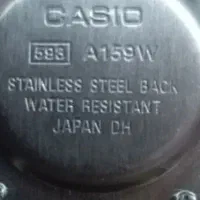 CASIO
593 A159W
STAINLESS STEEL BACK
WATER RESISTANT
JAPAN DH